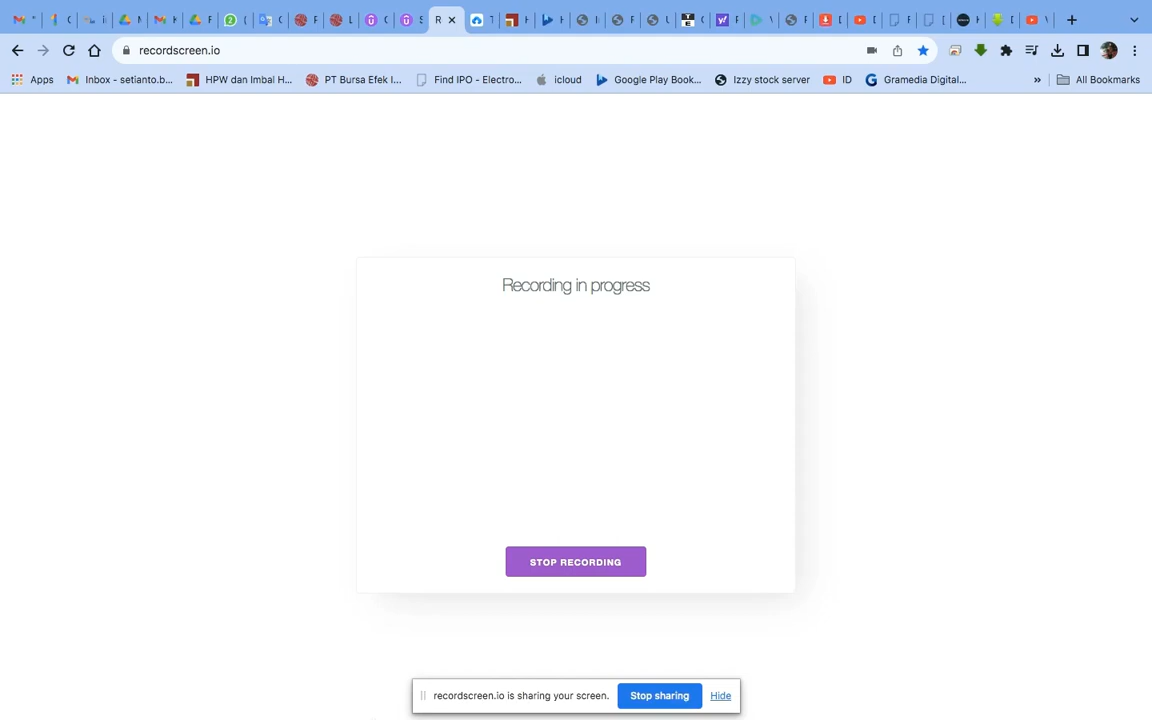 recordscreen.io
Apps
Inbox - setianto.b...
HPW dan Imbal H...
PT Bursa Efek I...
Find IPO - Electro...
icloud
Google Play Book...
Izzy stock server
ID
Gramedia Digital...
»
All Bookmarks
Recording in progress
STOP RECORDING
recordscreen.io is sharing your screen.
Stop sharing
Hide